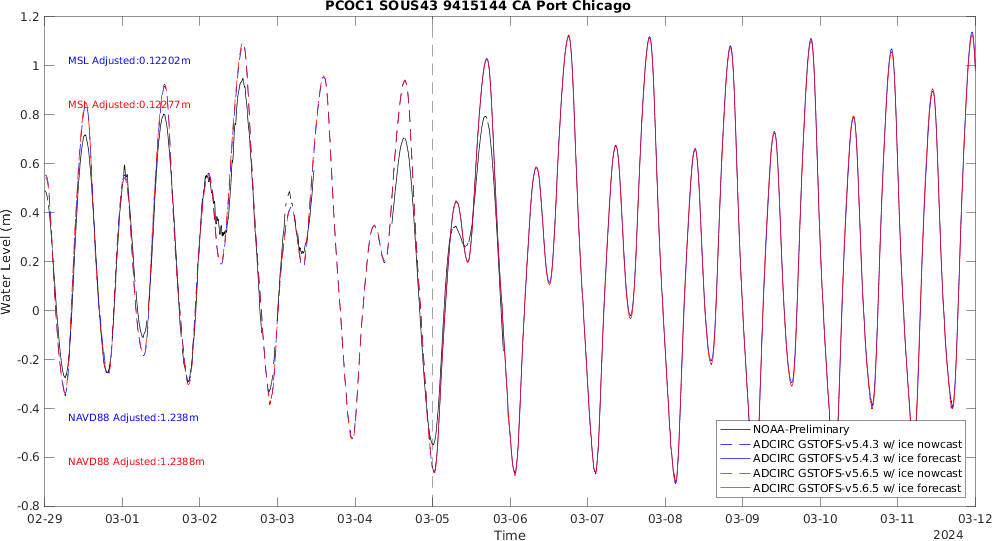 PCOC1 SOUS43 9415144 CA Port Chicago
1.2
1
0.8
0.6
0.4
0.2
0
-0.2
-0.4
-0.6
-0.8
Water Level (m)
MSL Adjusted:0.12202m
MSL Adjusted:0.12277m
NAVD88 Adjusted:1.238m
NAVD88 Adjusted:1.2388m
NOAA-Preliminary
ADCIRC GSTOFS-v5.4.3 w/ ice nowcast
ADCIRC GSTOFS-v5.4.3 w/ ice forecast
ADCIRC GSTOFS-v5.6.5 w/ ice nowcast
ADCIRC GSTOFS-v5.6.5 w/ ice forecast
02-29 03-01 03-02 03-03 03-04 03-05 03-06 03-07 03-08 03-09 03-10 03-11 03-12
Time
2024